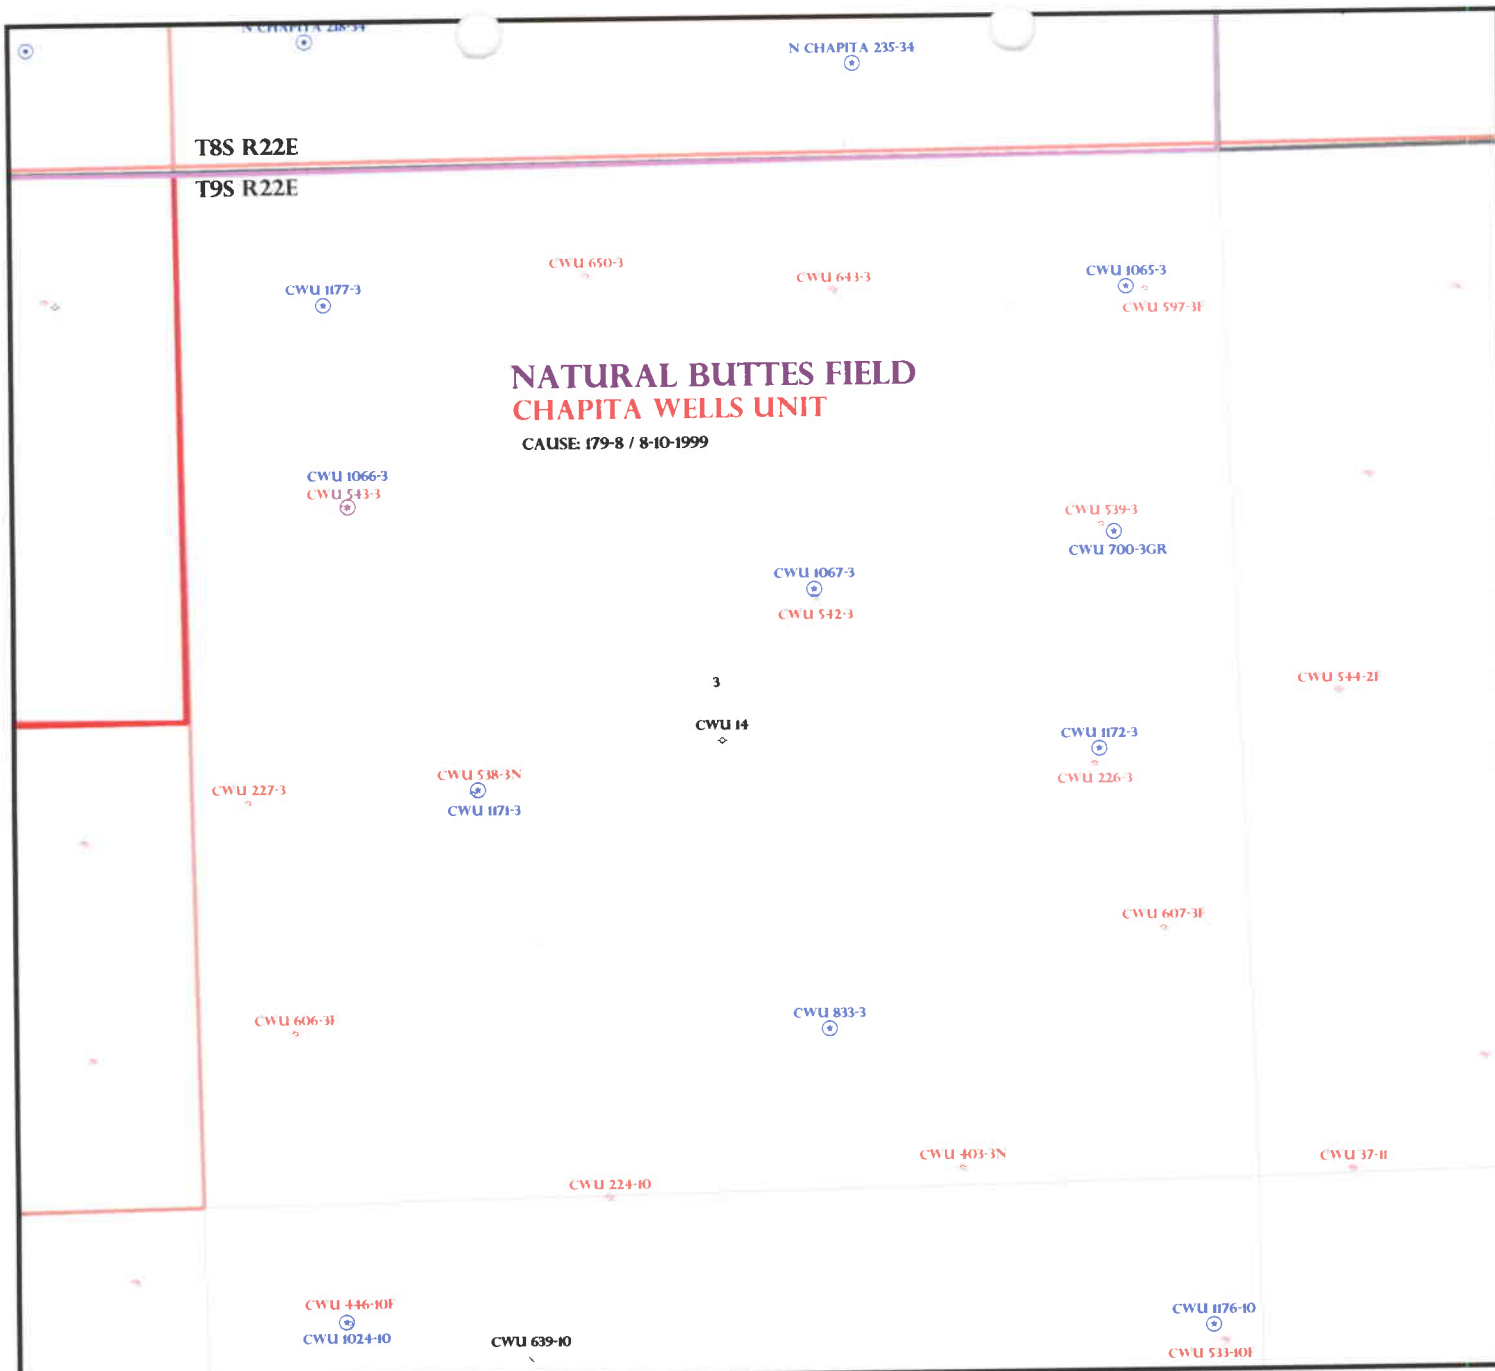 N CHAPITA 218-34
N CHAPITA 235-34
T8S R22E
T9S R22E
CWU 650-3
CWU 643-3
CWU 1065-3
CWU 597-3F
CWU 1177-3
NATURAL BUTTES FIELD
CHAPITA WELLS UNIT
CAUSE: 179-8 / 8-10-1999
CWU 1066-3
CWU 543-3
CWU 539-3
CWU 700-3GR
CWU 1067-3
CWU 542-3
3
CWU 544-2F
CWU 14
CWU 1172-3
CWU 226-3
CWU 538-3N
CWU 1171-3
CWU 227-3
CWU 607-3F
CWU 833-3
CWU 606-3F
CWU 403-3N
CWU 37-11
CWU 224-10
CWU 446-10F
CWU 1024-10
CWU 639-10
CWU 1176-10
CWU 533-10F